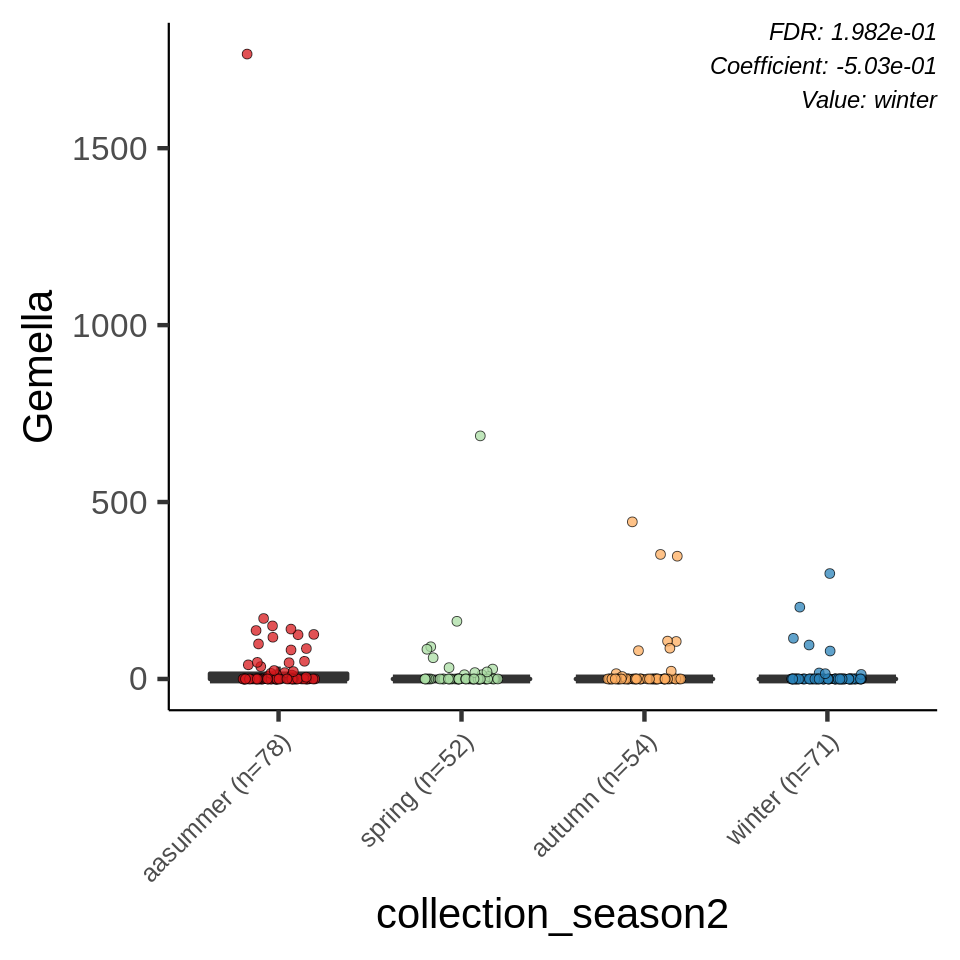 FDR: 1.982e-01
Coefficient: -5.03e-01
Value: winter
1500
1000
500
0
Gemella
aasummer (n=78)
spring (n=52)
autumn (n=54)
winter (n=71)
collection_season2